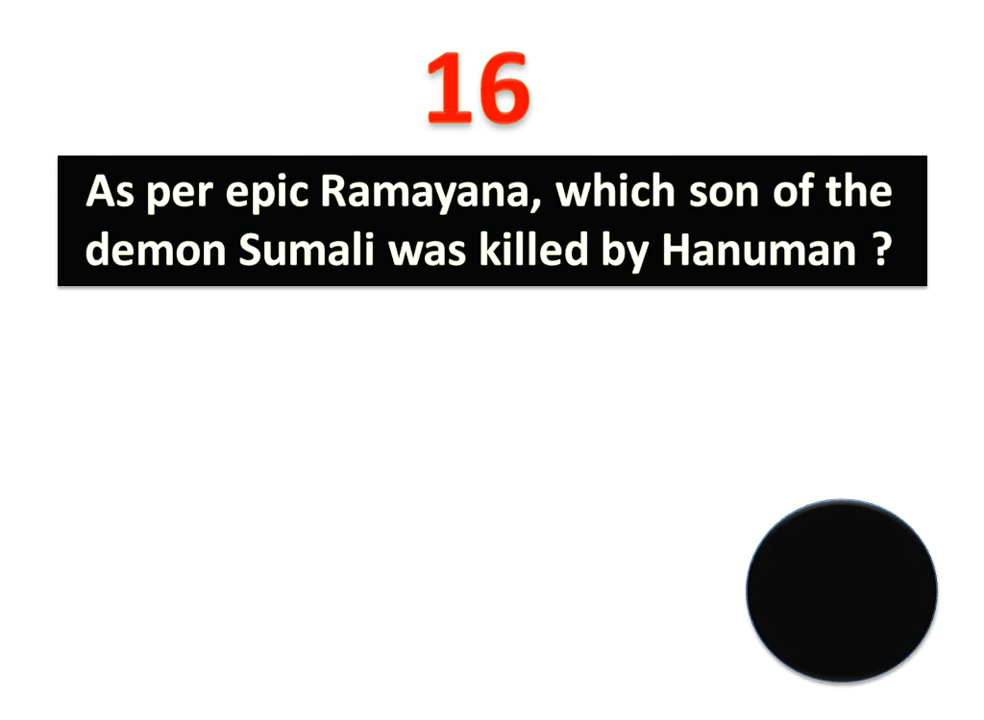 16
As per epic Ramayana, which son of the
demon Sumali was killed by Hanuman ?